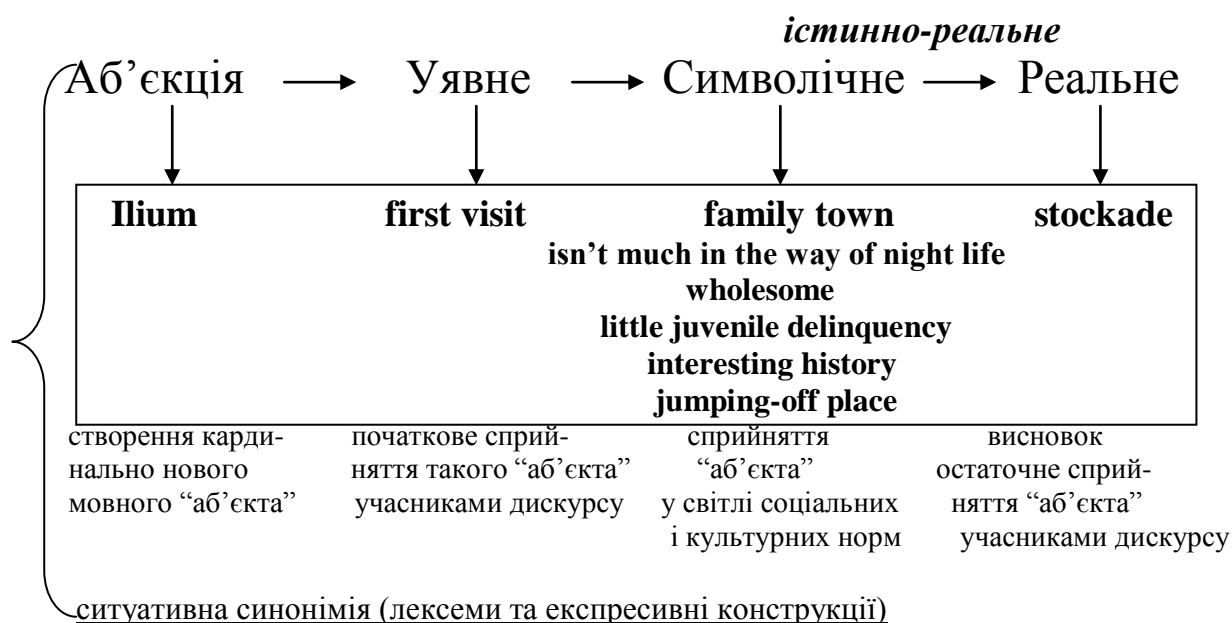 істинно-реальне
Аб’єкція Уявне Символічне Реальне
Ilium first visit family town stockade
isn’t much in the way of night life
wholesome
little juvenile delinquency
interesting history
jumping-off place
створення карди-
нально нового
мовного “аб’єкта”
початкове сприй-
няття такого “аб’єкта”
учасниками дискурсу
сприйняття
“аб’єкта”
у світлі соціальних
і культурних норм
висновок
остаточне сприй-
няття “аб’єкта”
учасниками дискурсу
ситуативна синонімія (лексеми та експресивні конструкції)